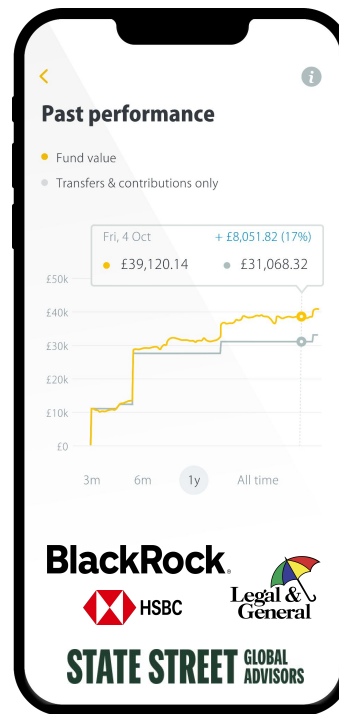 Past performance
Fund value
Transfers & contributions only
Fri, 4 Oct + £8,051.82 (17%)
£39,120.14 £31,068.32
£50k
£40k
£30k
£20k
£10k
£0
3m 6m 1y All time
BlackRock.
HSBC
Legal &
General
STATE STREET GLOBAL
ADVISORS